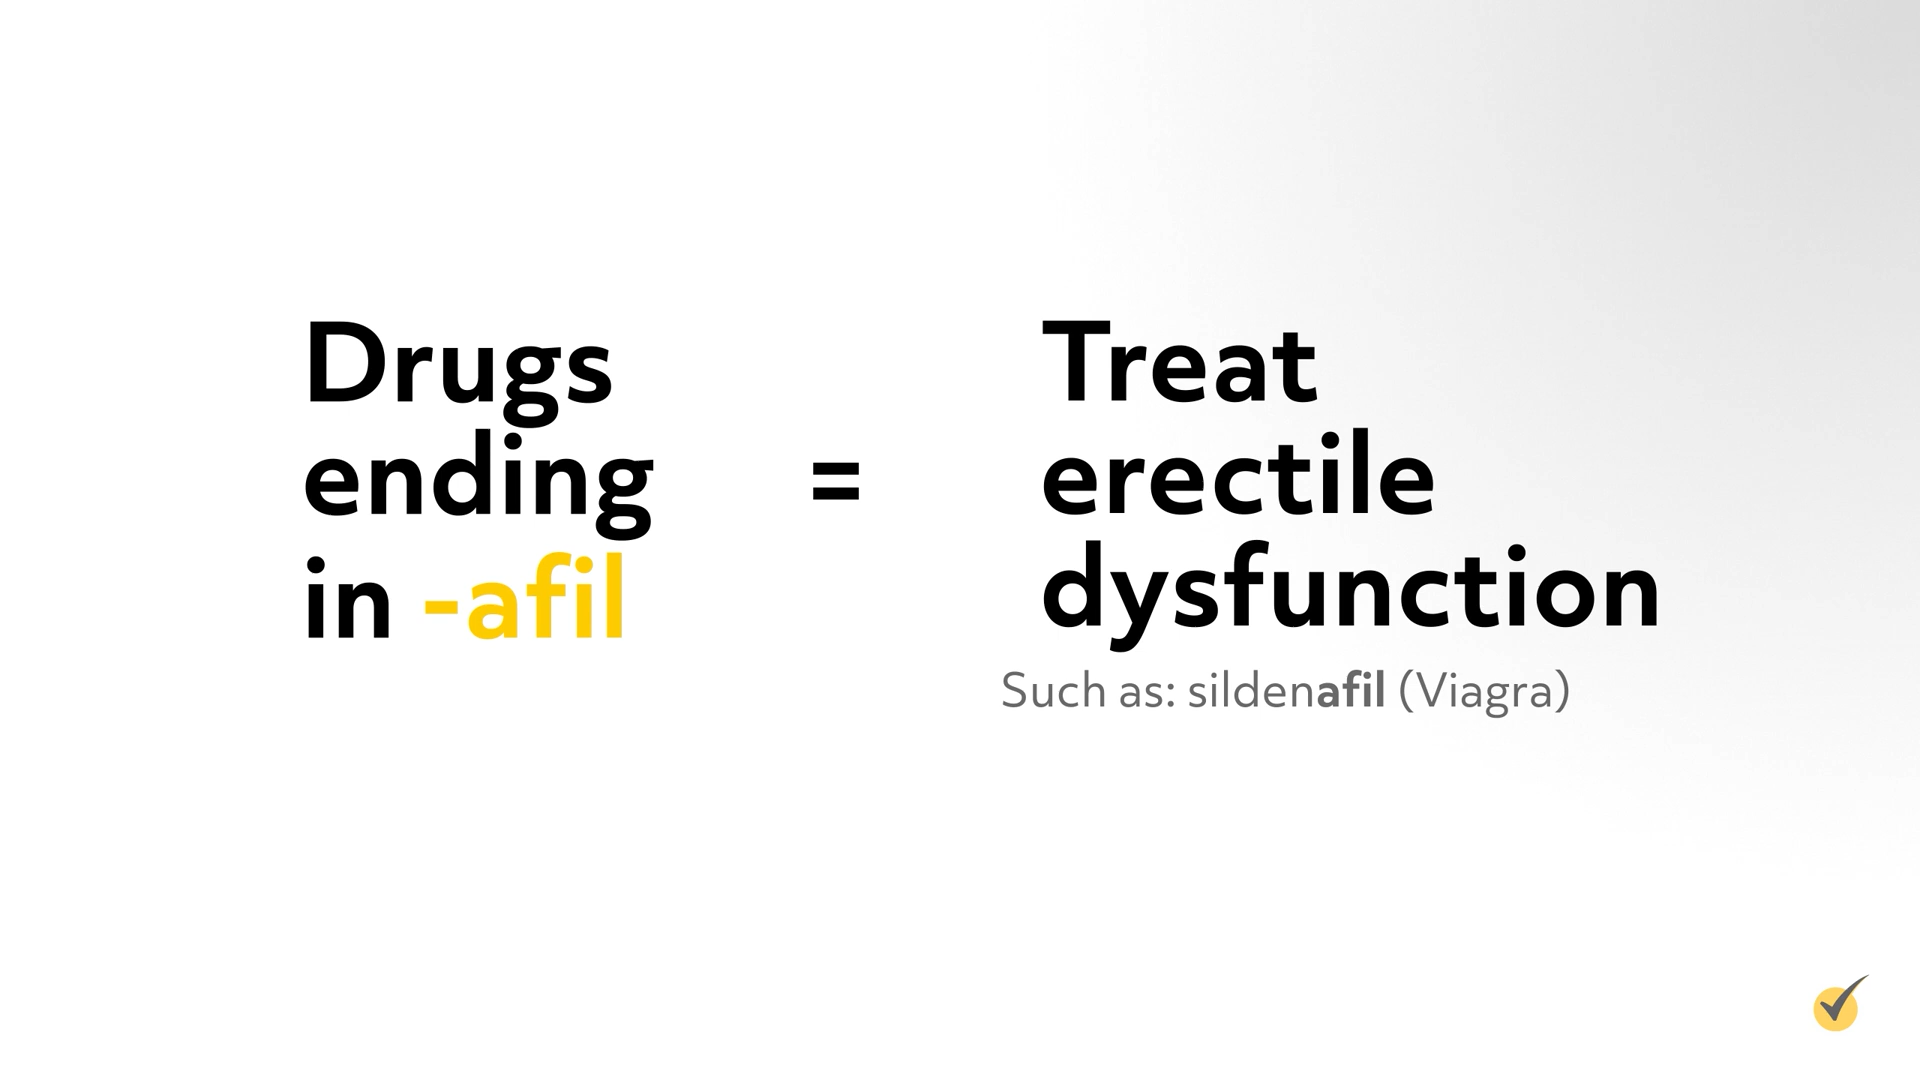 Drugs
ending
in -afil
=
Treat
erectile
dysfunction
Such as: sildenafil (Viagra)